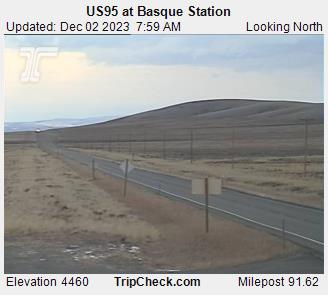 US95 at Basque Station
Updated: Dec 02 2023 7:59 AM Looking North
Elevation 4460 TripCheck.com Milepost 91.62